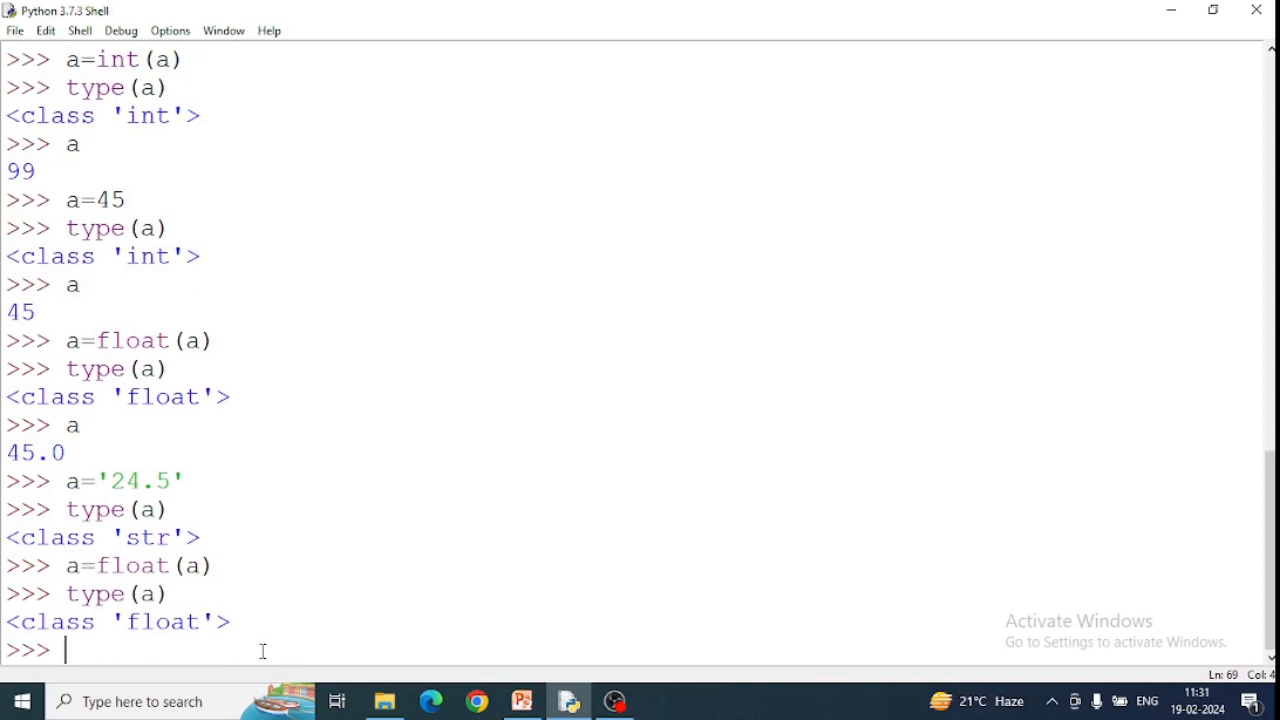 Python 3.7.3 Shell
File Edit Shell Debug Options Window Help
>>> a=int(a)
>>> type(a)
<class 'int'>
>>> a
99
>>> a=45
>>> type(a)
<class 'int'>
>>> a
45
>>> a=float(a)
>>> type(a)
<class 'float'>
>>> a
45.0
>>> a='24.5'
>>> type(a)
<class 'str'>
>>> a=float(a)
>>> type(a)
<class 'float'>
>>>
Activate Windows
Go to Settings to activate Windows.
Ln: 69 Col: 4
Type here to search
21°C Haze
ENG
11:31
19-02-2024
1